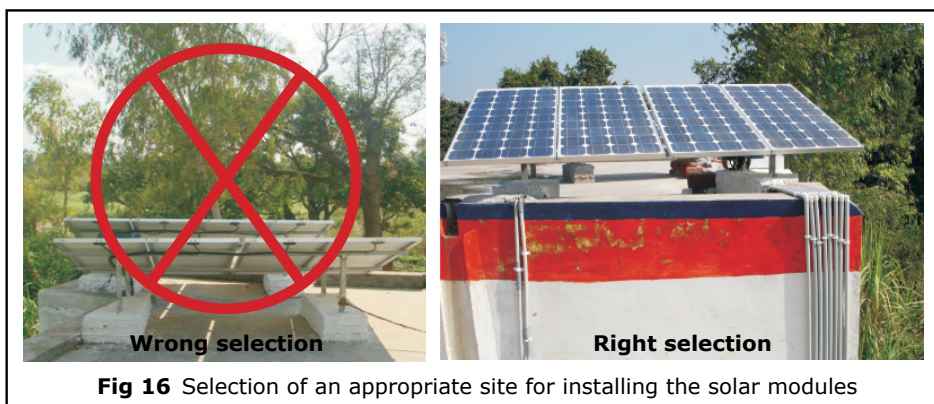 Wrong selection
Right selection
Fig 16 Selection of an appropriate site for installing the solar modules